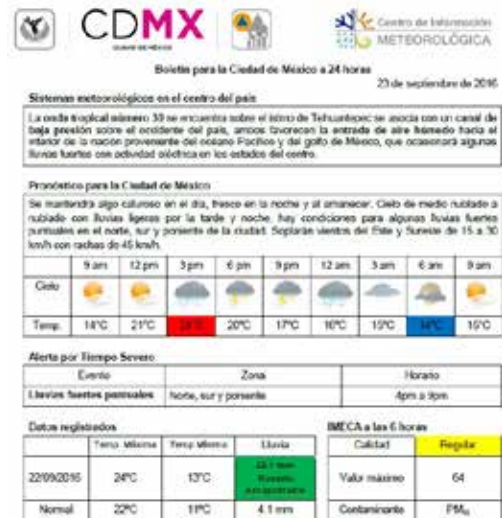 CDMX
CIUDAD DE MÉXICO
Centro de Información
METEOROLÓGICA
Boletín para la Ciudad de México a 24 horas
23 de septiembre de 2016
Sistemas meteorológicos en el centro del país
La onda tropical número 38 se encuentra sobre el istmo de Tehuantepec se asocia con un canal de
baja presión sobre el occidente del país, ambos favorecen la entrada de aire húmedo hacia el
interior de la nación proveniente del océano Pacífico y del golfo de México, que ocasionará algunas
lluvias fuertes con actividad eléctrica en los estados del centro.
Pronóstico para la Ciudad de México
Se mantendrá algo caluroso en el día, fresco en la noche y al amanecer. Cielo de medio nublado a
nublado con lluvias ligeras por la tarde y noche, hay condiciones para algunas lluvias fuertes
puntuales en el norte, sur y poniente de la ciudad. Soplarán vientos del Este y Sureste de 15 a 30
km/h con rachas de 45 km/h.
9 am 12 pm 3 pm 6 pm 9 pm 12 am 3 am 6 am 9 am
Cielo
Temp. 14°C 21°C 20°C 17°C 16°C 15°C 14°C 16°C
Alerta por Tiempo Severo
Evento Zona Horario
Lluvias fuertes puntuales Norte, sur y poniente 4pm a 9pm
Datos registrados
Temp. Máxima Temp. Mínima Lluvia
22/09/2016 24°C 13°C
Normal 22°C 11°C 4.1 mm
IMECA a las 6 horas
Calidad Regular
Valor máximo 64
Contaminante PM